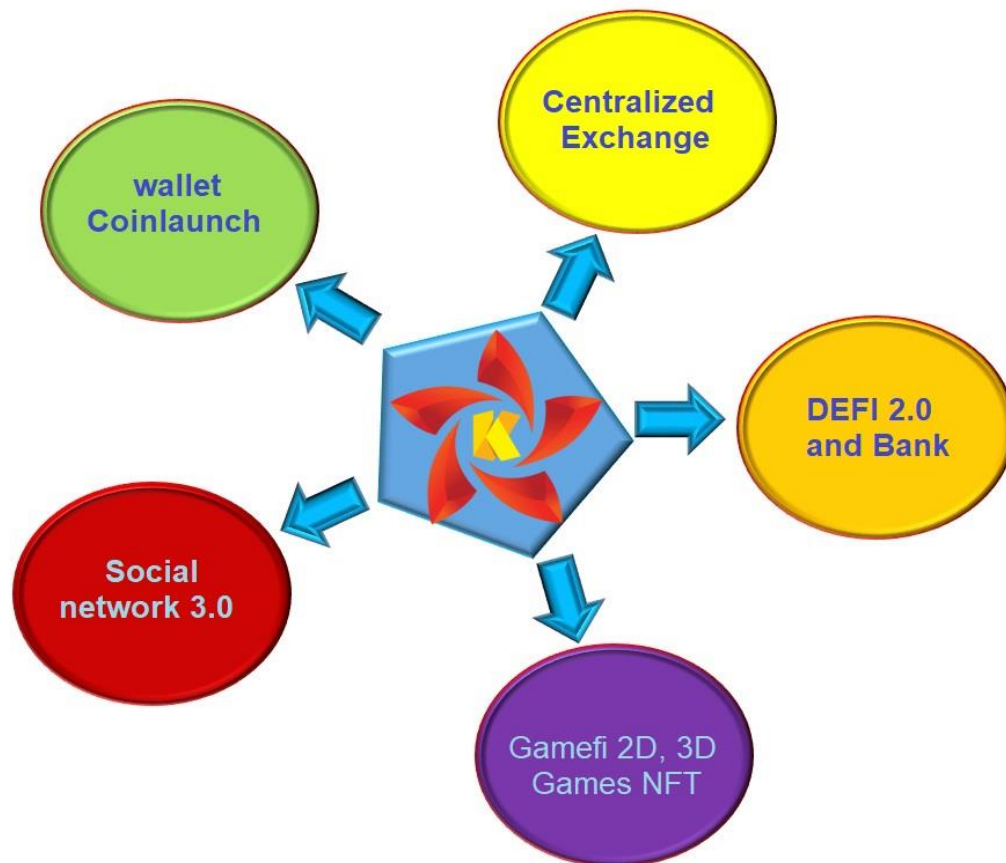 Centralized
Exchange
wallet
Coinlaunch
DEFI 2.0
and Bank
K
Social
network 3.0
Gamefi 2D, 3D
Games NFT